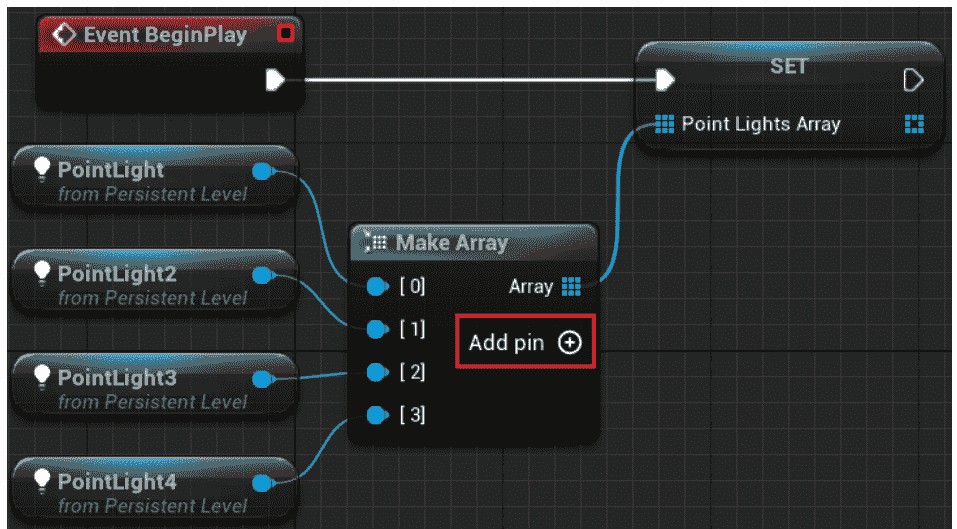 Event BeginPlay
SET
Point Lights Array
PointLight
from Persistent Level
Make Array
PointLight2
from Persistent Level
[ 0]
Array
[ 1]
Add pin
PointLight3
from Persistent Level
[ 2]
[ 3]
PointLight4
from Persistent Level